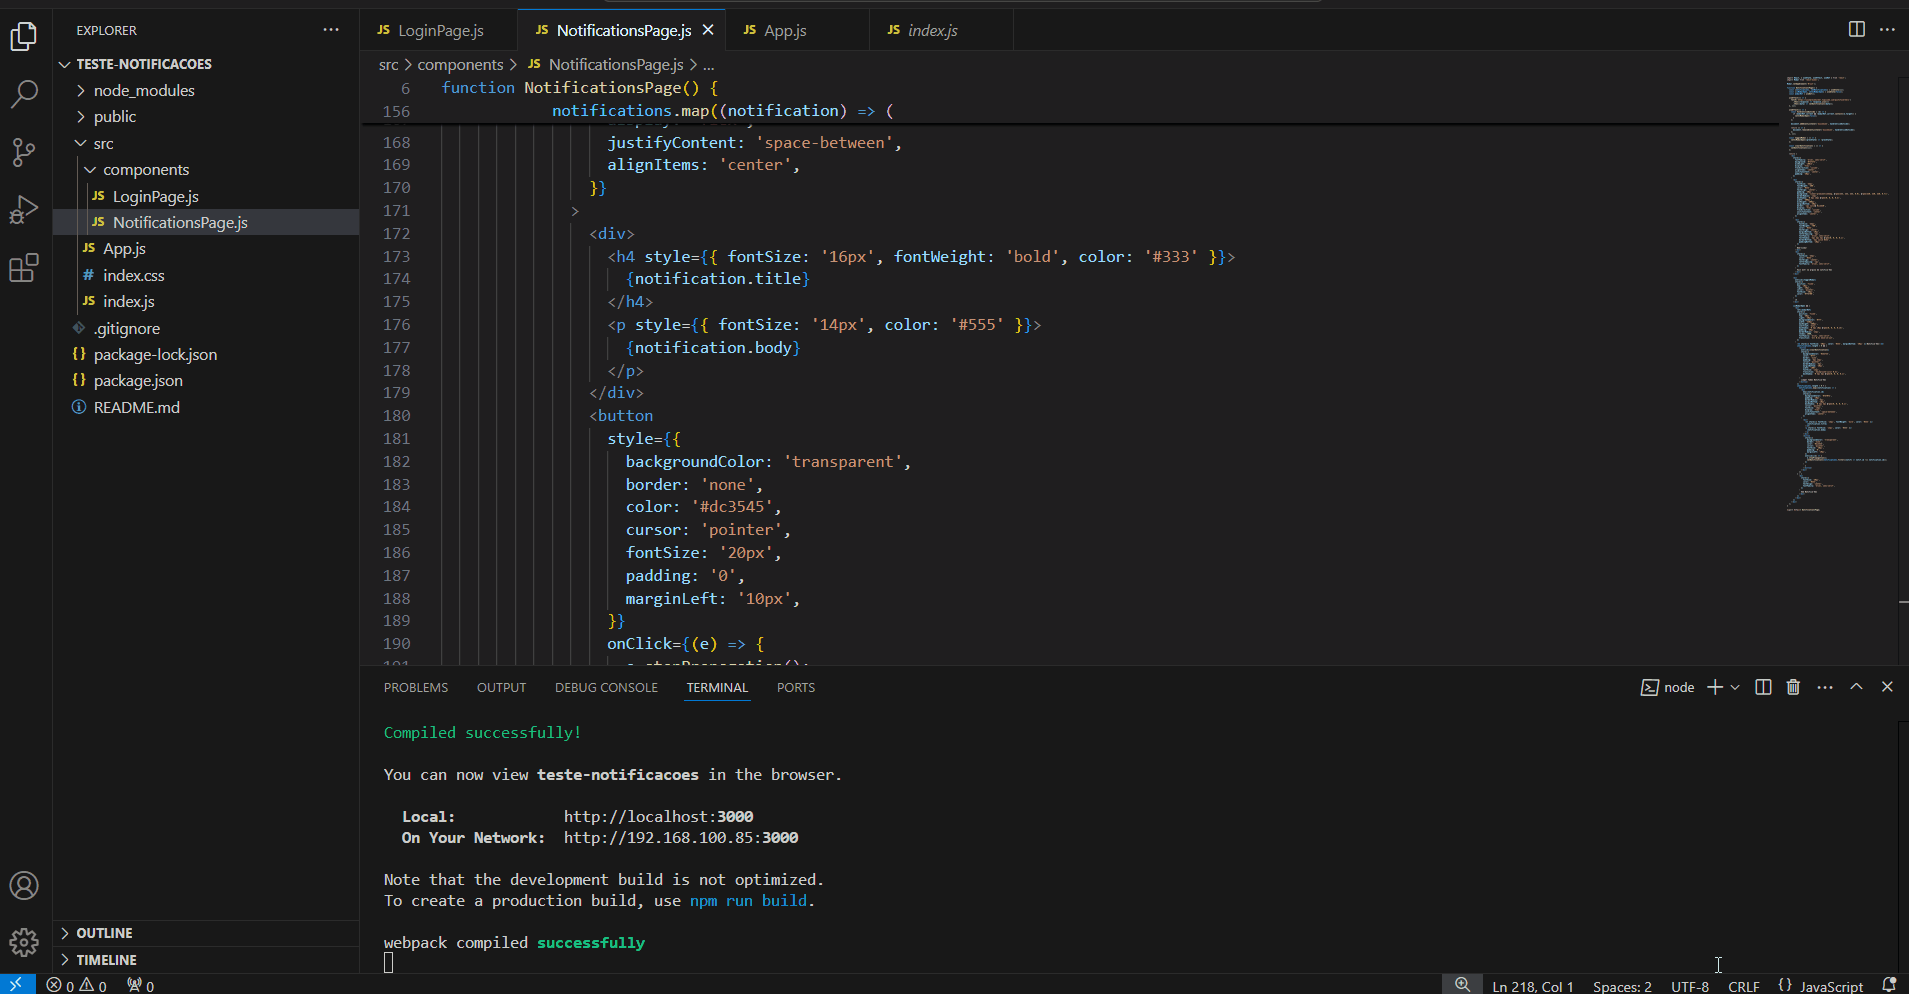 EXPLORER
TESTE-NOTIFICACOES
node_modules
public
src
components
JS LoginPage.js
JS NotificationsPage.js
JS App.js
# index.css
JS index.js
.gitignore
{} package-lock.json
{} package.json
README.md
OUTLINE
TIMELINE
JS LoginPage.js JS NotificationsPage.js JS App.js JS index.js
src > components > JS NotificationsPage.js > ...
6 function NotificationsPage() {
156 notifications.map((notification) => (
168 justifyContent: 'space-between',
169 alignItems: 'center',
170 }}
171 >
172 <div>
173 <h4 style={{ fontSize: '16px', fontWeight: 'bold', color: '#333' }}>
174 {notification.title}
175 </h4>
176 <p style={{ fontSize: '14px', color: '#555' }}>
177 {notification.body}
178 </p>
179 </div>
180 <button
181 style={{
182 backgroundColor: 'transparent',
183 border: 'none',
184 color: '#dc3545',
185 cursor: 'pointer',
186 fontSize: '20px',
187 padding: '0',
188 marginLeft: '10px',
189 }}
190 onClick={(e) => {
191 e.stopPropagation();
PROBLEMS OUTPUT DEBUG CONSOLE TERMINAL PORTS
node
Compiled successfully!
You can now view teste-notificacoes in the browser.
Local: http://localhost:3000
On Your Network: http://192.168.100.85:3000
Note that the development build is not optimized.
To create a production build, use npm run build.
webpack compiled successfully
0 0 0
Ln 218, Col 1 Spaces: 2 UTF-8 CRLF {} JavaScript